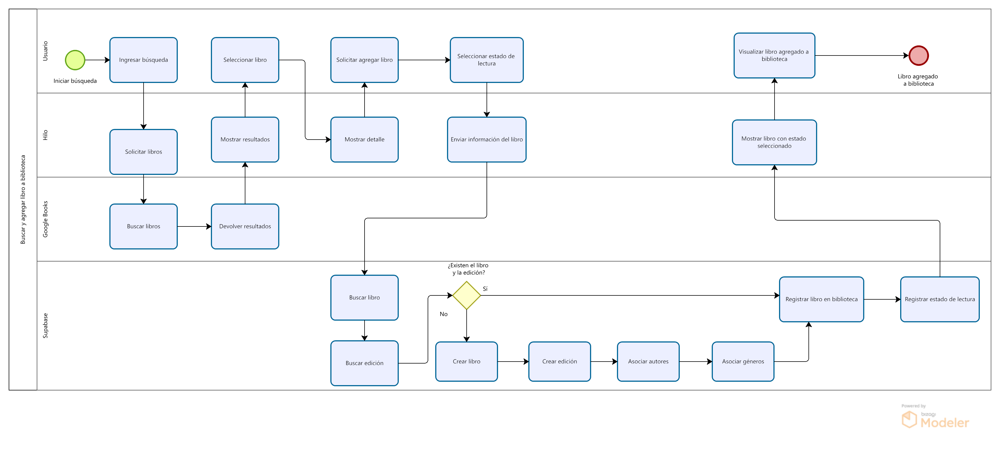 Buscar y agregar libro a biblioteca
Usuario
Iniciar búsqueda
Ingresar búsqueda
Seleccionar libro
Solicitar agregar libro
Seleccionar estado de
lectura
Visualizar libro agregado a
biblioteca
Libro agregado
a biblioteca
Hilo
Solicitar libros
Mostrar resultados
Mostrar detalle
Enviar información del libro
Mostrar libro con estado
seleccionado
Google Books
Buscar libros
Devolver resultados
Supabase
Buscar libro
Buscar edición
¿Existen el libro
y la edición?
Sí
No
Crear libro
Crear edición
Asociar autores
Asociar géneros
Registrar libro en biblioteca
Registrar estado de lectura
Powered by
bizagi
Modeler